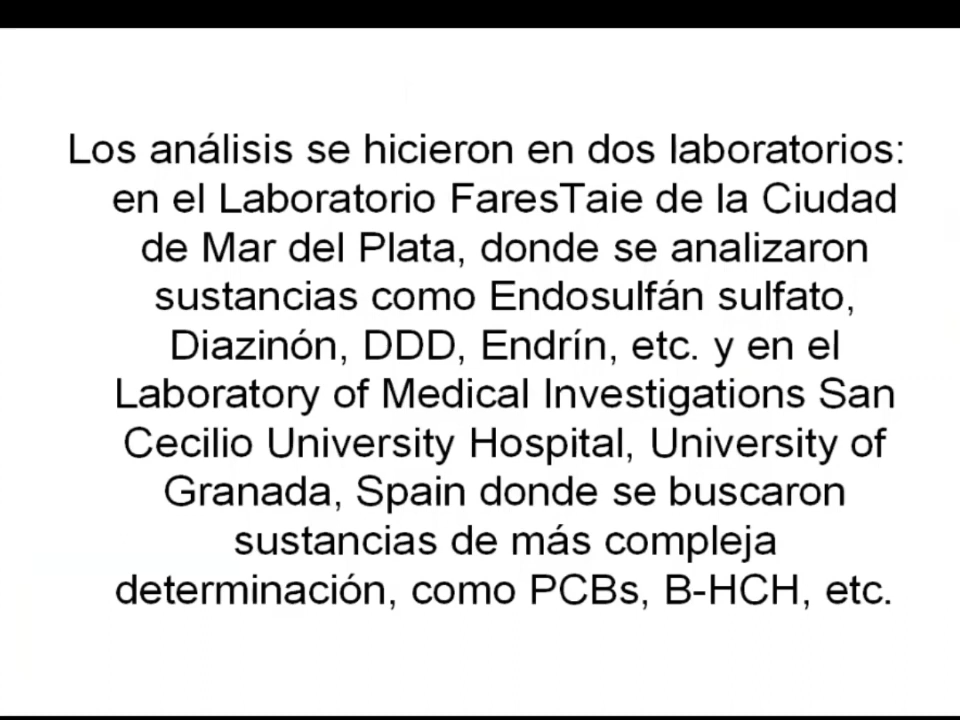 Los análisis se hicieron en dos laboratorios:
en el Laboratorio FaresTaie de la Ciudad
de Mar del Plata, donde se analizaron
sustancias como Endosulfán sulfato,
Diazinón, DDD, Endrín, etc. y en el
Laboratory of Medical Investigations San
Cecilio University Hospital, University of
Granada, Spain donde se buscaron
sustancias de más compleja
determinación, como PCBs, B-HCH, etc.